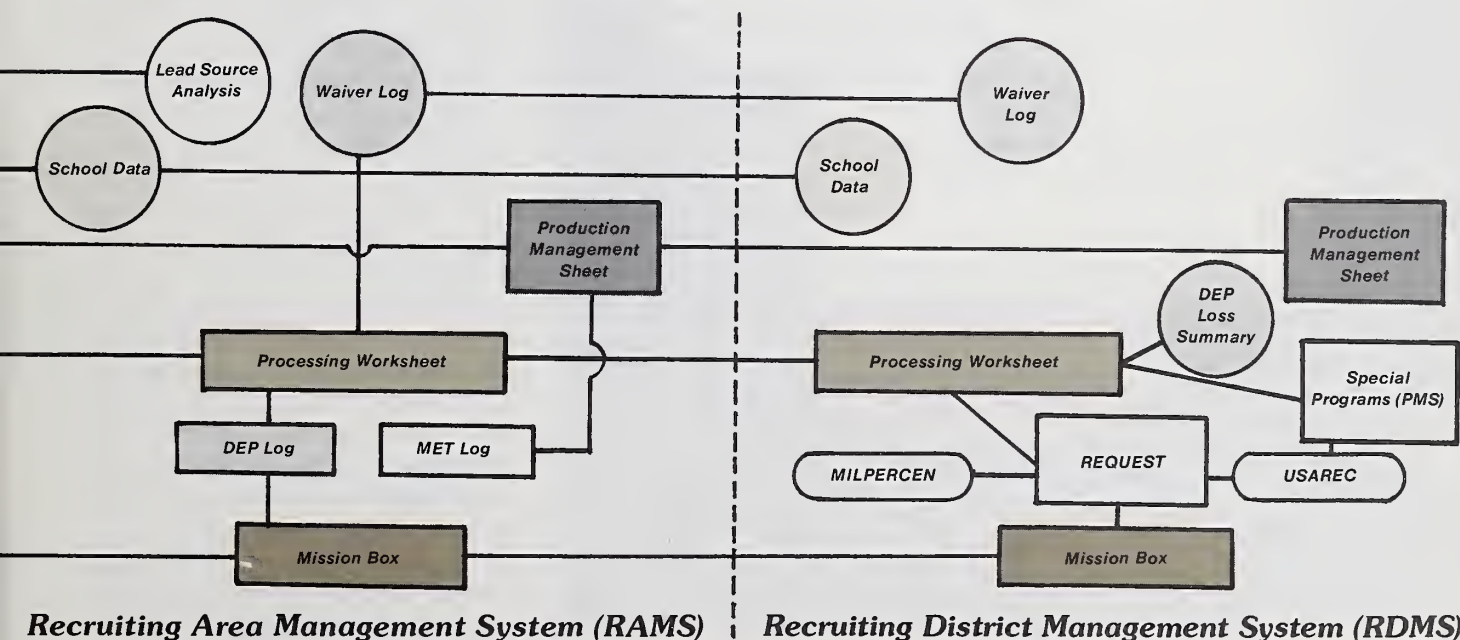 Lead Source
Analysis
Waiver Log
School Data
Production
Management
Sheet
Processing Worksheet
DEP Log
MET Log
Mission Box
Recruiting Area Management System (RAMS)
Waiver
Log
School
Data
Production
Management
Sheet
DEP
Loss
Summary
Processing Worksheet
Special
Programs (PMS)
REQUEST
MILPERCEN
USAREC
Mission Box
Recruiting District Management System (RDMS)